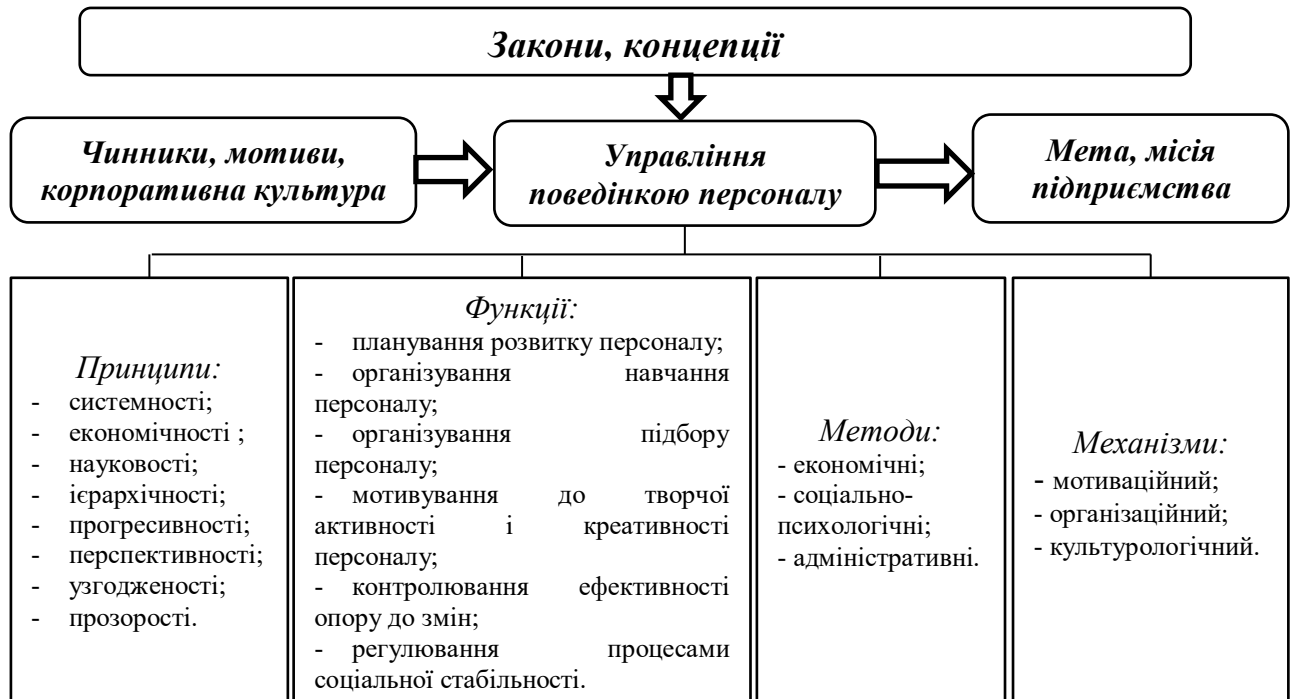 Закони, концепції
Чинники, мотиви,
корпоративна культура
Управління
поведінкою персоналу
Мета, місія
підприємства
Принципи:
- системності;
- економічності ;
- науковості;
- ієрархічності;
- прогресивності;
- перспективності;
- узгодженості;
- прозорості.
Функції:
- планування розвитку персоналу;
- організування навчання
персоналу;
- організування підбору
персоналу;
- мотивування до творчої
активності і креативності
персоналу;
- контролювання ефективності
опору до змін;
- регулювання процесами
соціальної стабільності.
Методи:
- економічні;
- соціально-
психологічні;
- адміністративні.
Механізми:
- мотиваційний;
- організаційний;
- культурологічний.